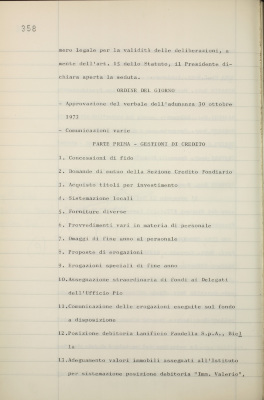 358
mero legale per la validità delle deliberazioni, a
mente dell'art. 15 dello Statuto, il Presidente di-
chiara aperta la seduta.
ORDINE DEL GIORNO
- Approvazione del verbale dell'adunanza 30 ottobre
1973
- Comunicazioni varie
PARTE PRIMA - GESTIONI DI CREDITO
1. Concessioni di fido
2. Domande di mutuo della Sezione Credito Fondiario
3. Acquisto titoli per investimento
4. Sistemazione locali
5. Forniture diverse
6. Provvedimenti vari in materia di personale
7. Omaggi di fine anno al personale
8. Proposte di erogazioni
9. Erogazioni speciali di fine anno
10.Assegnazione straordinaria di fondi ai Delegati
dell'Ufficio Pio
11.Comunicazione delle erogazioni eseguite sul fondo
a disposizione
12.Posizione debitoria Lanificio Faudella S.p.A., Biel
la
13.Adeguamento valori immobili assegnati all'Istituto
per sistemazione posizione debitoria "Imm. Valerio",